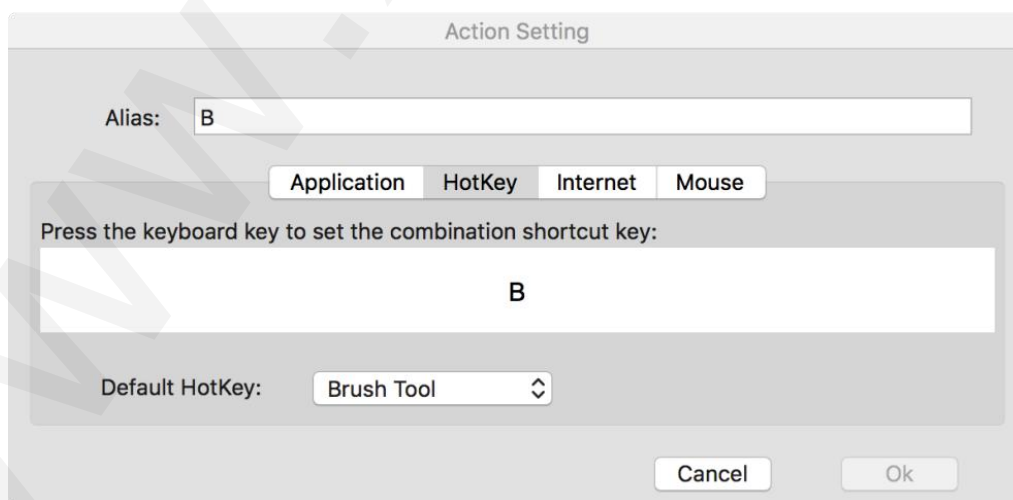 Action Setting
Alias: B
Application HotKey Internet Mouse
Press the keyboard key to set the combination shortcut key:
B
Default HotKey: Brush Tool
Cancel Ok